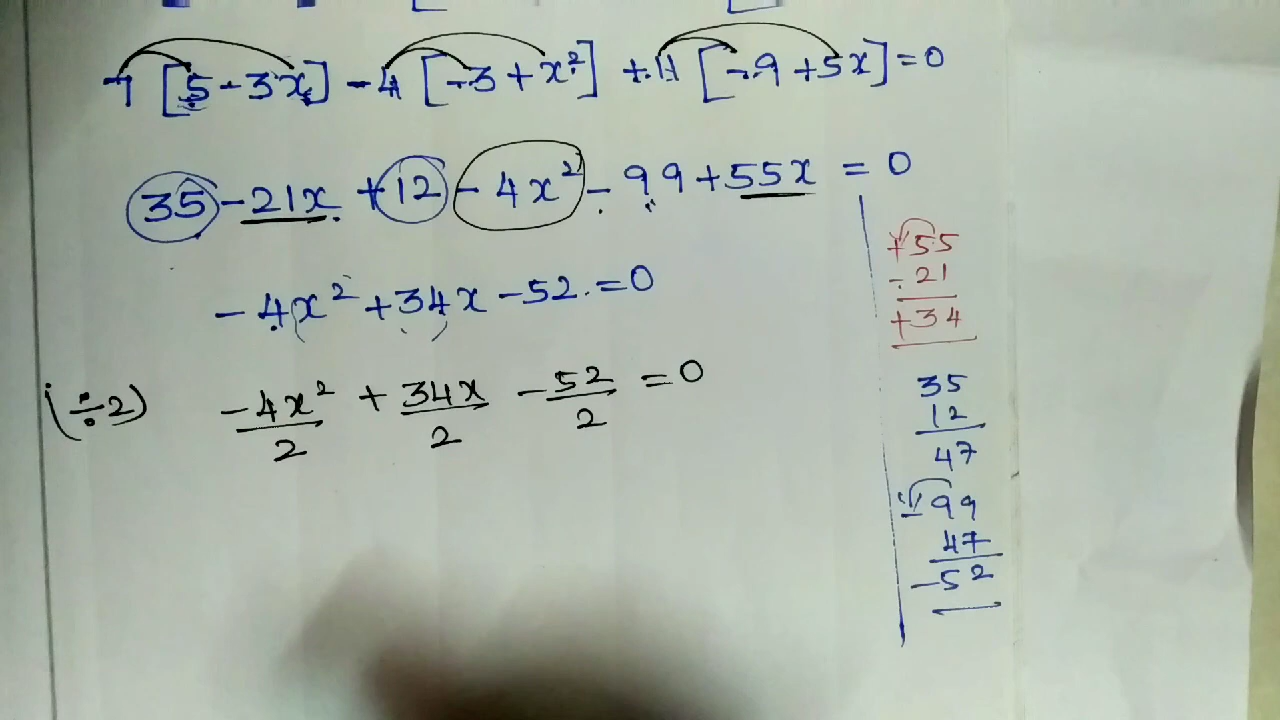 7 [5 - 3x] - 4 [-3 + x²] + 11 [-9 + 5x] = 0
35 - 21x + 12 - 4x² - 99 + 55x = 0
- 4x² + 34x - 52 = 0
(÷2) -4x²/2 + 34x/2 - 52/2 = 0
+55
-21
+34
35
12
47
-99
47
-52